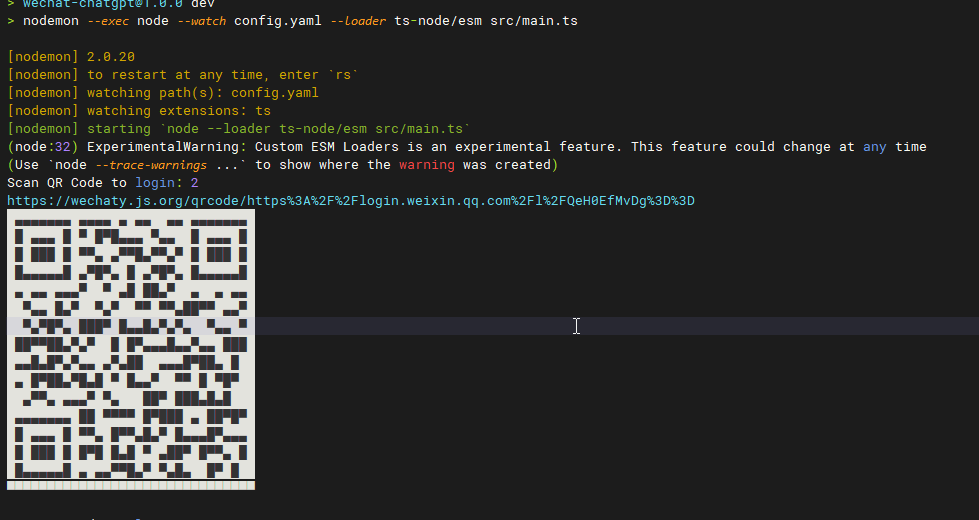 > wechat-chatgpt@1.0.0 dev
> nodemon --exec node --watch config.yaml --loader ts-node/esm src/main.ts
[nodemon] 2.0.20
[nodemon] to restart at any time, enter `rs`
[nodemon] watching path(s): config.yaml
[nodemon] watching extensions: ts
[nodemon] starting `node --loader ts-node/esm src/main.ts`
(node:32) ExperimentalWarning: Custom ESM Loaders is an experimental feature. This feature could change at any time
(Use `node --trace-warnings ...` to show where the warning was created)
Scan QR Code to login: 2
https://wechaty.js.org/qrcode/https%3A%2F%2Flogin.weixin.qq.com%2Fl%2FQeH0EfMvDg%3D%3D